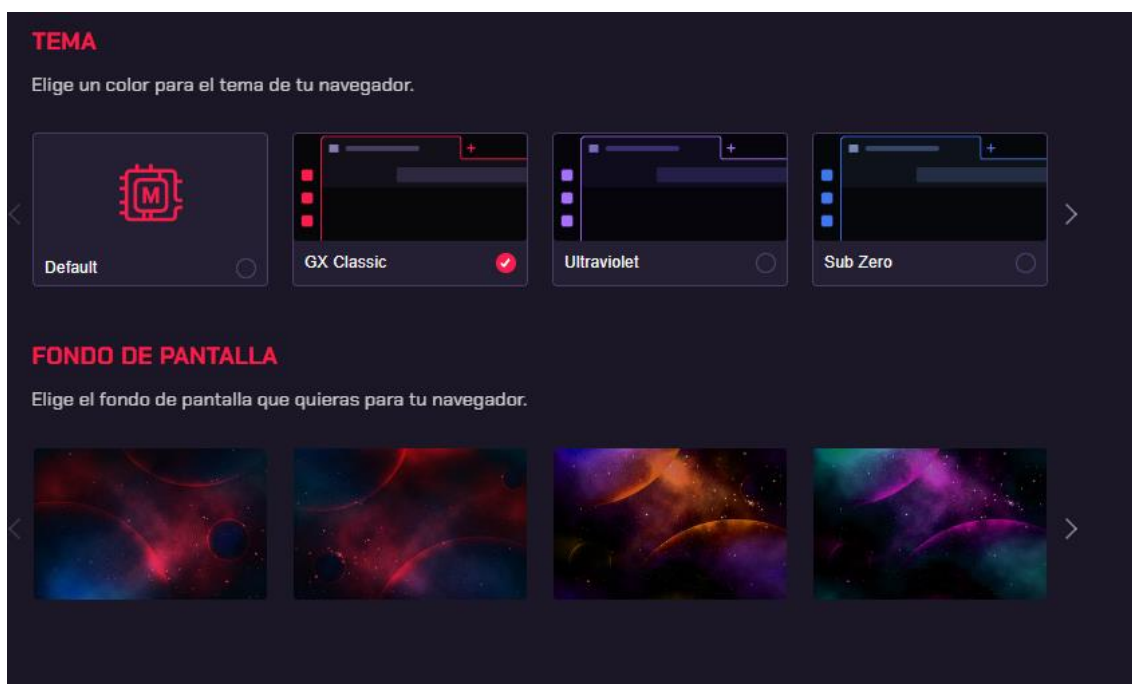 TEMA
Elige un color para el tema de tu navegador.
M
Default
GX Classic
Ultraviolet
Sub Zero
FONDO DE PANTALLA
Elige el fondo de pantalla que quieras para tu navegador.